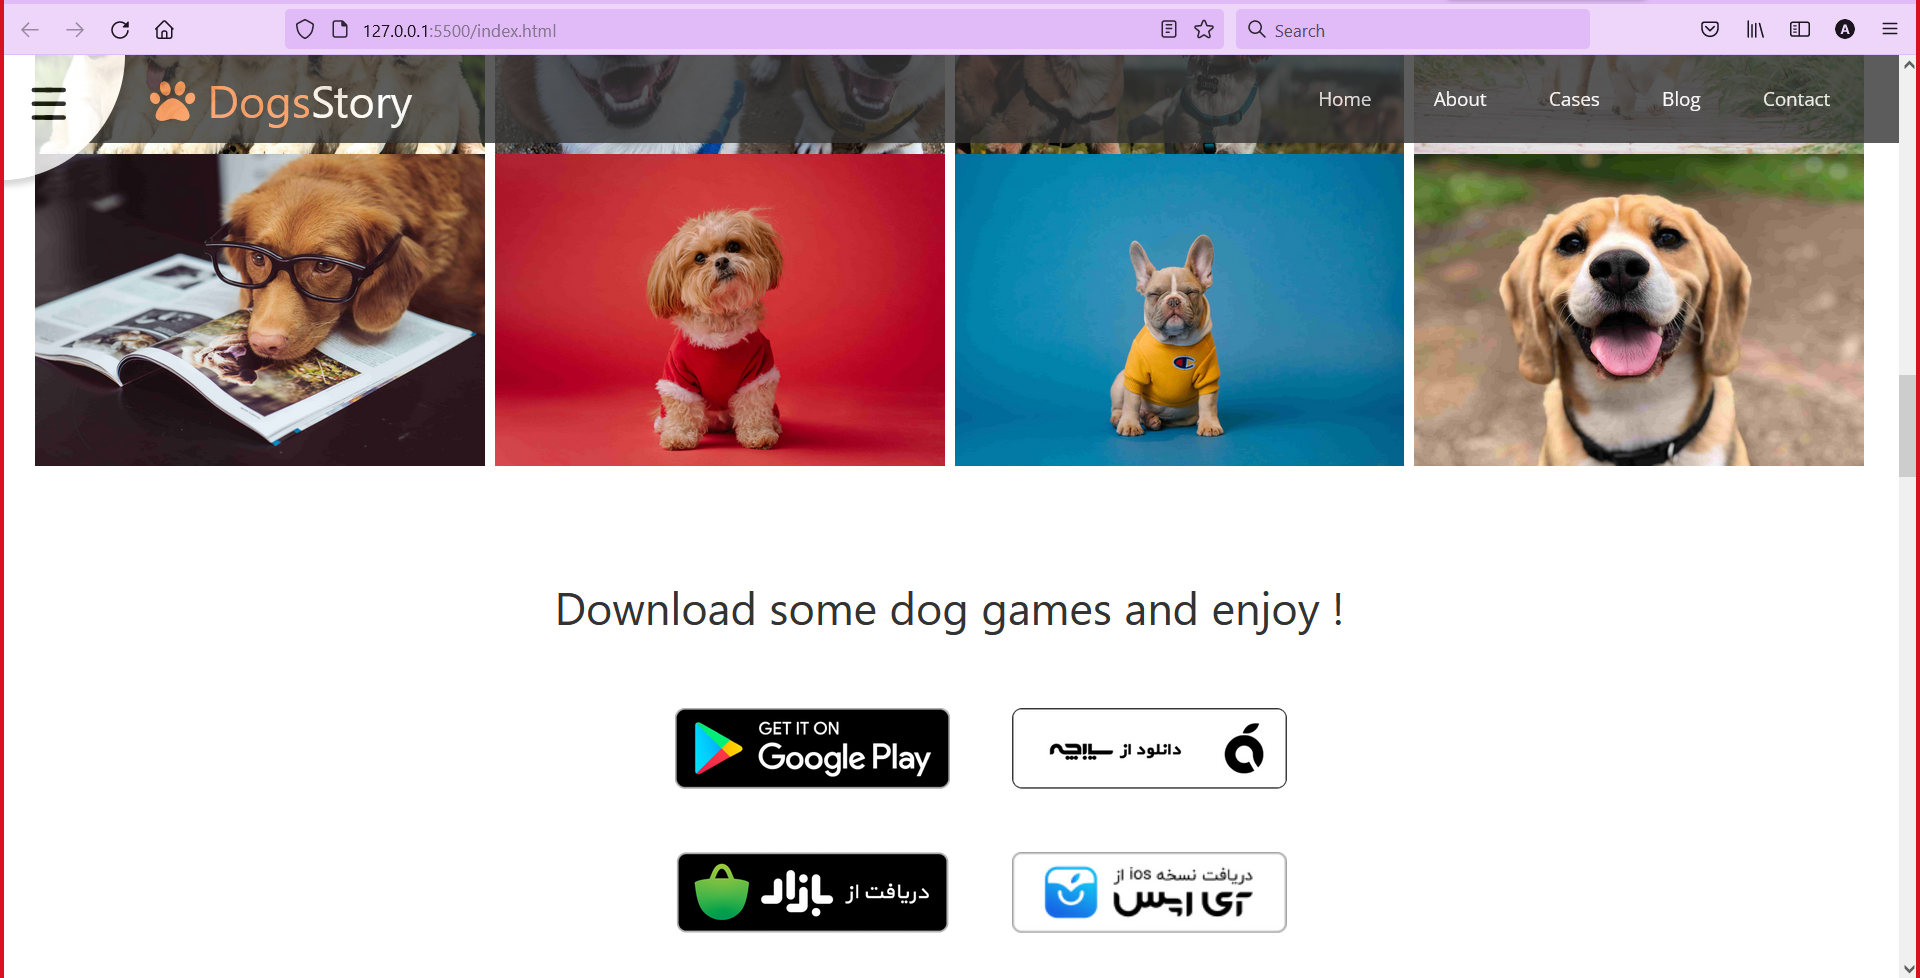 127.0.0.1:5500/index.html
Search
A
DogsStory
Home About Cases Blog Contact
Download some dog games and enjoy !
GET IT ON
Google Play
دانلود از سیباپچه
دریافت از بازار
دریافت نسخه ios از
آی اپس